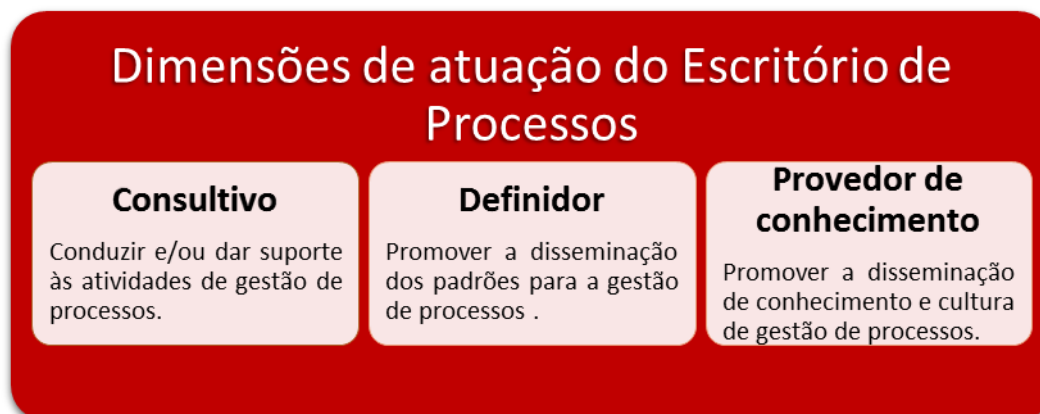 Dimensões de atuação do Escritório de
Processos
Consultivo
Conduzir e/ou dar suporte
às atividades de gestão de
processos.
Definidor
Promover a disseminação
dos padrões para a gestão
de processos .
Provedor de
conhecimento
Promover a disseminação
de conhecimento e cultura
de gestão de processos.